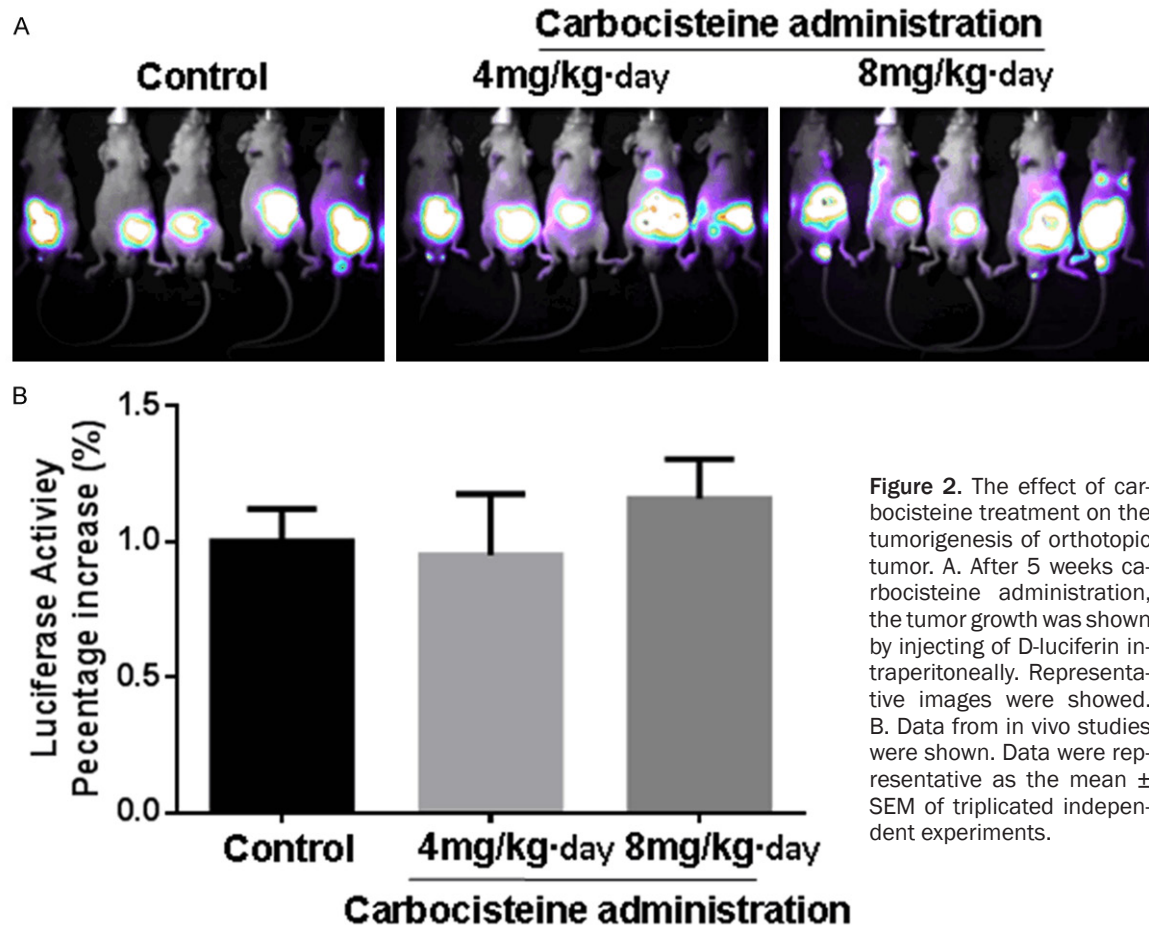 A
Carbocisteine administration
Control
4mg/kg·day
8mg/kg·day
B
Luciferase Activiey
Pecentage increase (%)
1.5
1.0
0.5
0.0
Control
4mg/kg·day
8mg/kg·day
Carbocisteine administration
Figure 2. The effect of car-
bocisteine treatment on the
tumorigenesis of orthotopic
tumor. A. After 5 weeks ca-
rbocisteine administration,
the tumor growth was shown
by injecting of D-luciferin in-
traperitoneally. Representa-
tive images were showed.
B. Data from in vivo studies
were shown. Data were rep-
resentative as the mean ±
SEM of triplicated indepen-
dent experiments.